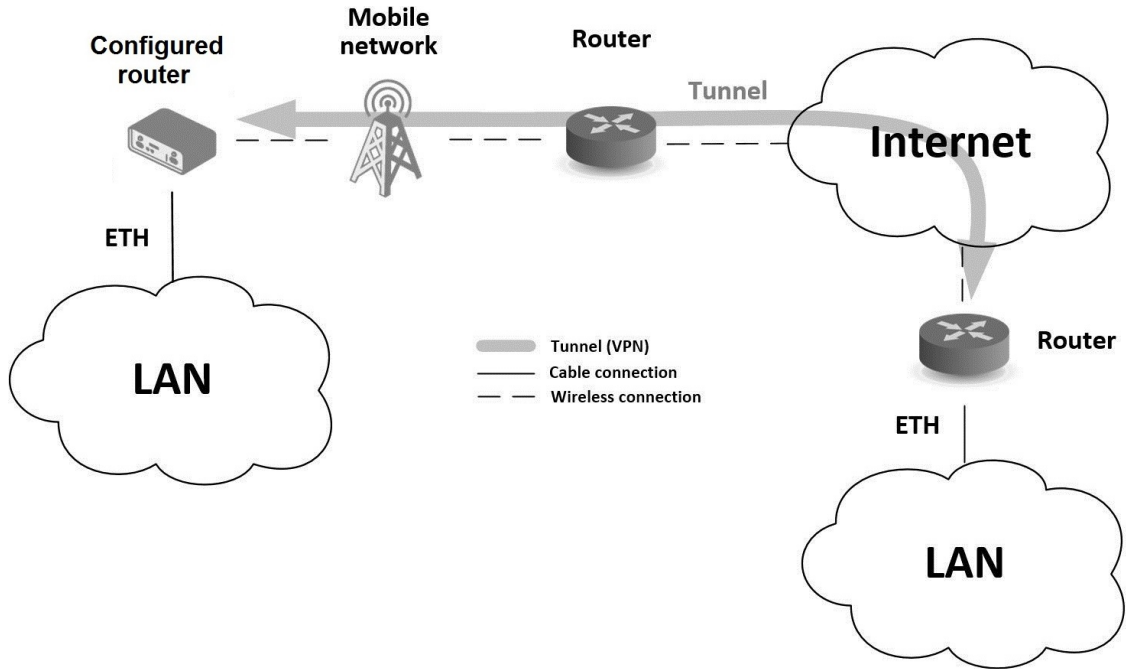 Configured
router
Mobile
network
Router
Tunnel
Internet
ETH
LAN
Tunnel (VPN)
Cable connection
Wireless connection
Router
ETH
LAN